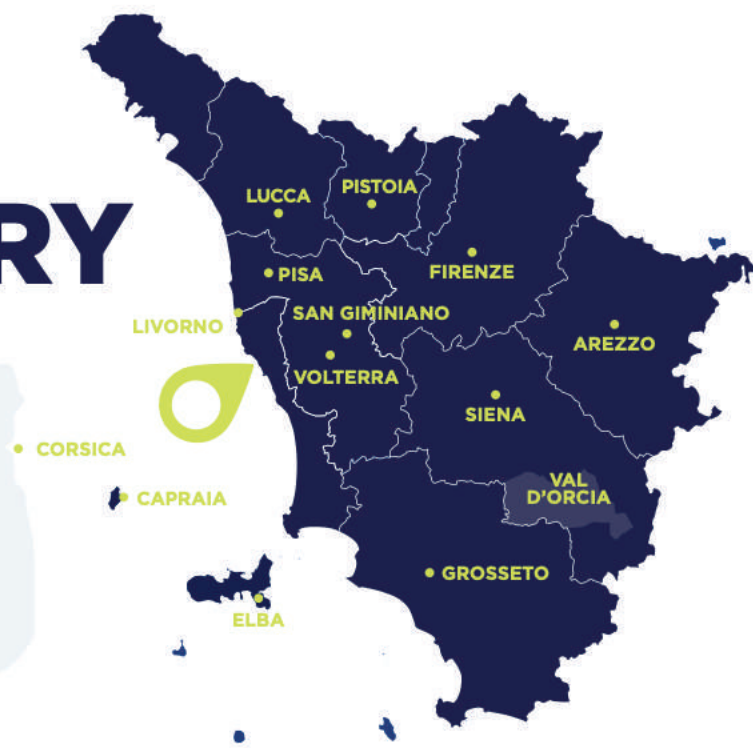 RY
LUCCA
PISTOIA
PISA
FIRENZE
LIVORNO
SAN GIMINIANO
AREZZO
VOLTERRA
SIENA
CORSICA
CAPRAIA
VAL
D'ORCIA
GROSSETO
ELBA